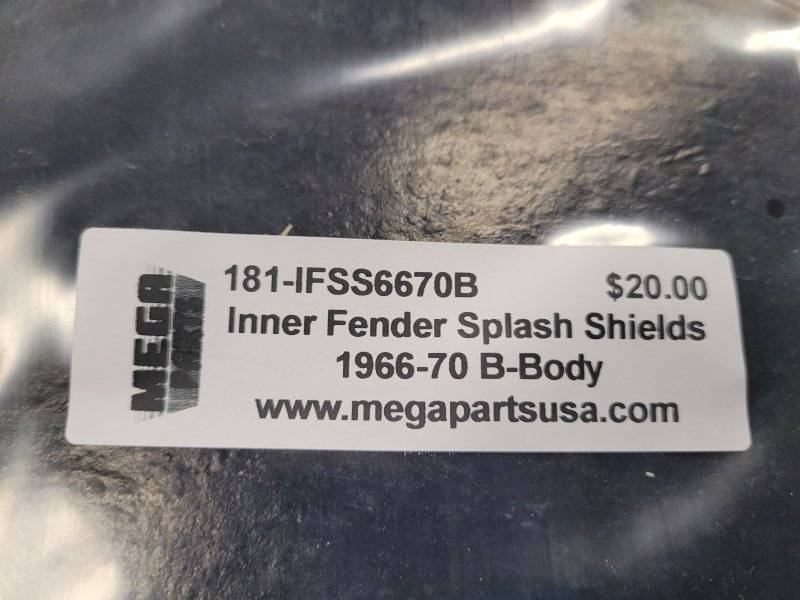 MEGA PARTS
181-IFSS6670B $20.00
Inner Fender Splash Shields
1966-70 B-Body
www.megapartsusa.com